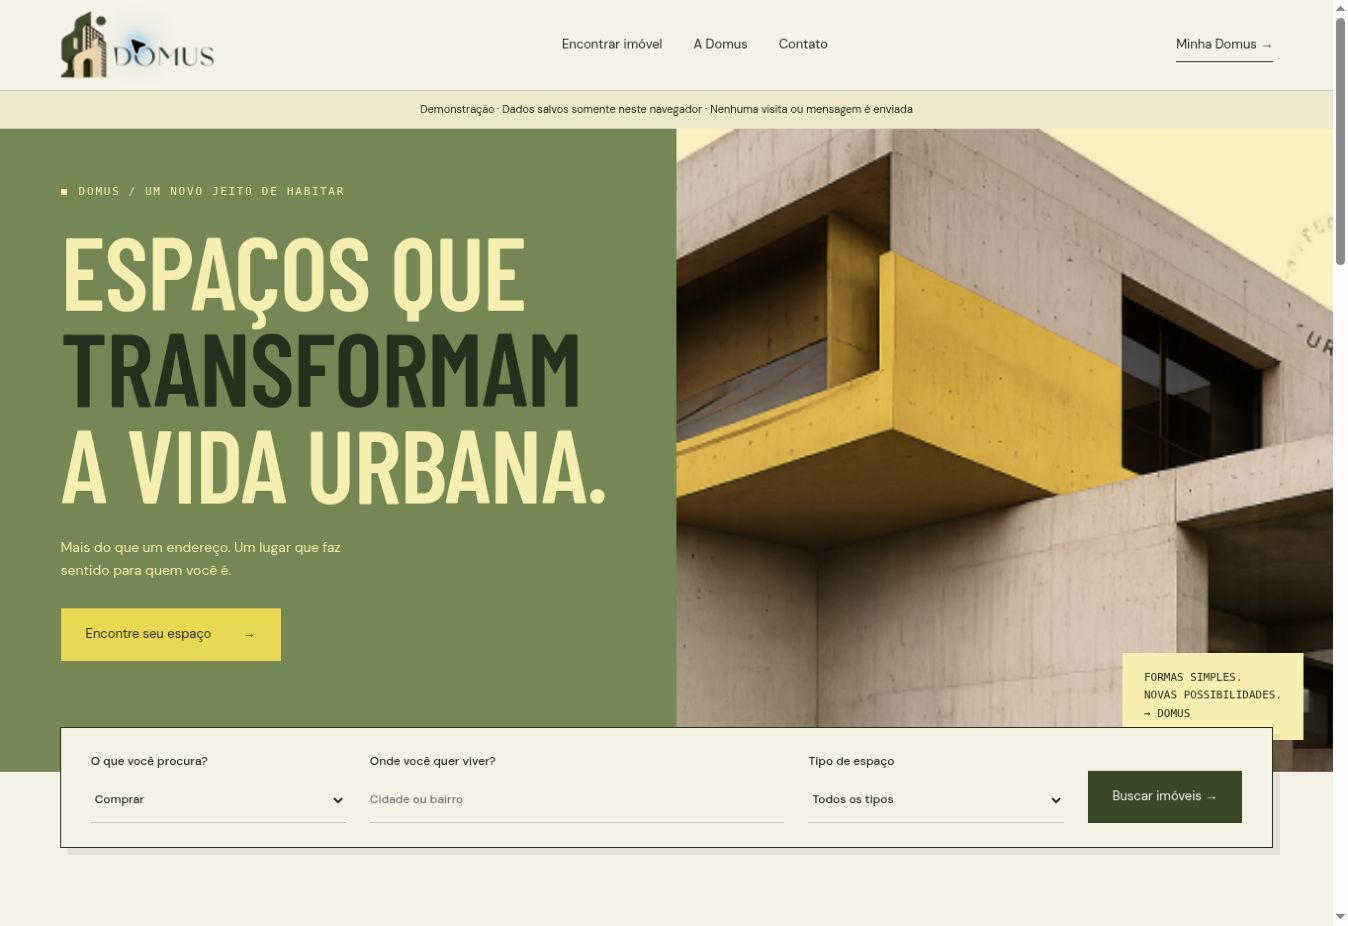 DOMUS
Encontrar imóvel
A Domus
Contato
Minha Domus →
Demonstração · Dados salvos somente neste navegador · Nenhuma visita ou mensagem é enviada
DOMUS / UM NOVO JEITO DE HABITAR
ESPAÇOS QUE
TRANSFORMAM
A VIDA URBANA.
Mais do que um endereço. Um lugar que faz
sentido para quem você é.
Encontre seu espaço →
FORMAS SIMPLES.
NOVAS POSSIBILIDADES.
→ DOMUS
O que você procura?
Comprar
Onde você quer viver?
Cidade ou bairro
Tipo de espaço
Todos os tipos
Buscar imóveis →